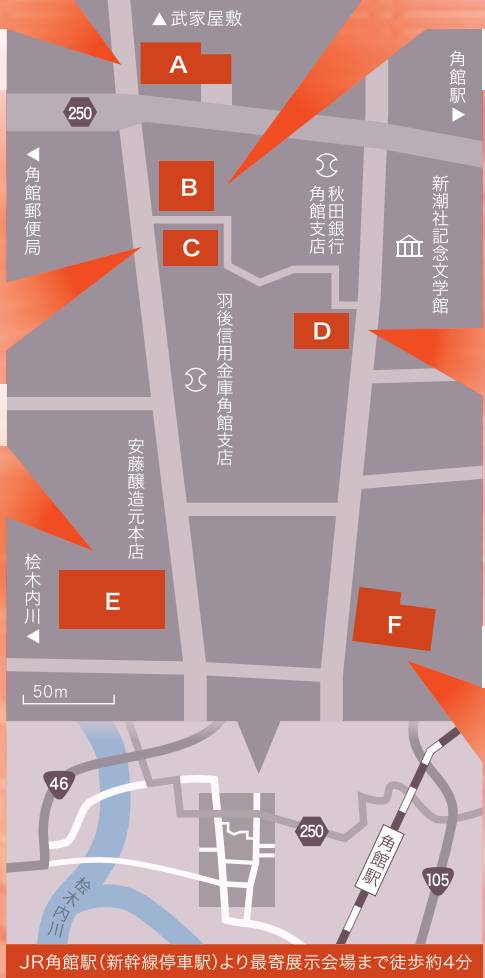 ▲武家屋敷
A
角館駅▶
250
◀角館郵便局
B
秋田銀行
角館支店
新潮社記念文学館
C
羽後信用金庫角館支店
D
安藤醸造元本店
桧木内川◀
E
F
50m
46
250
角館駅
105
桧木内川
JR角館駅(新幹線停車駅)より最寄展示会場まで徒歩約4分